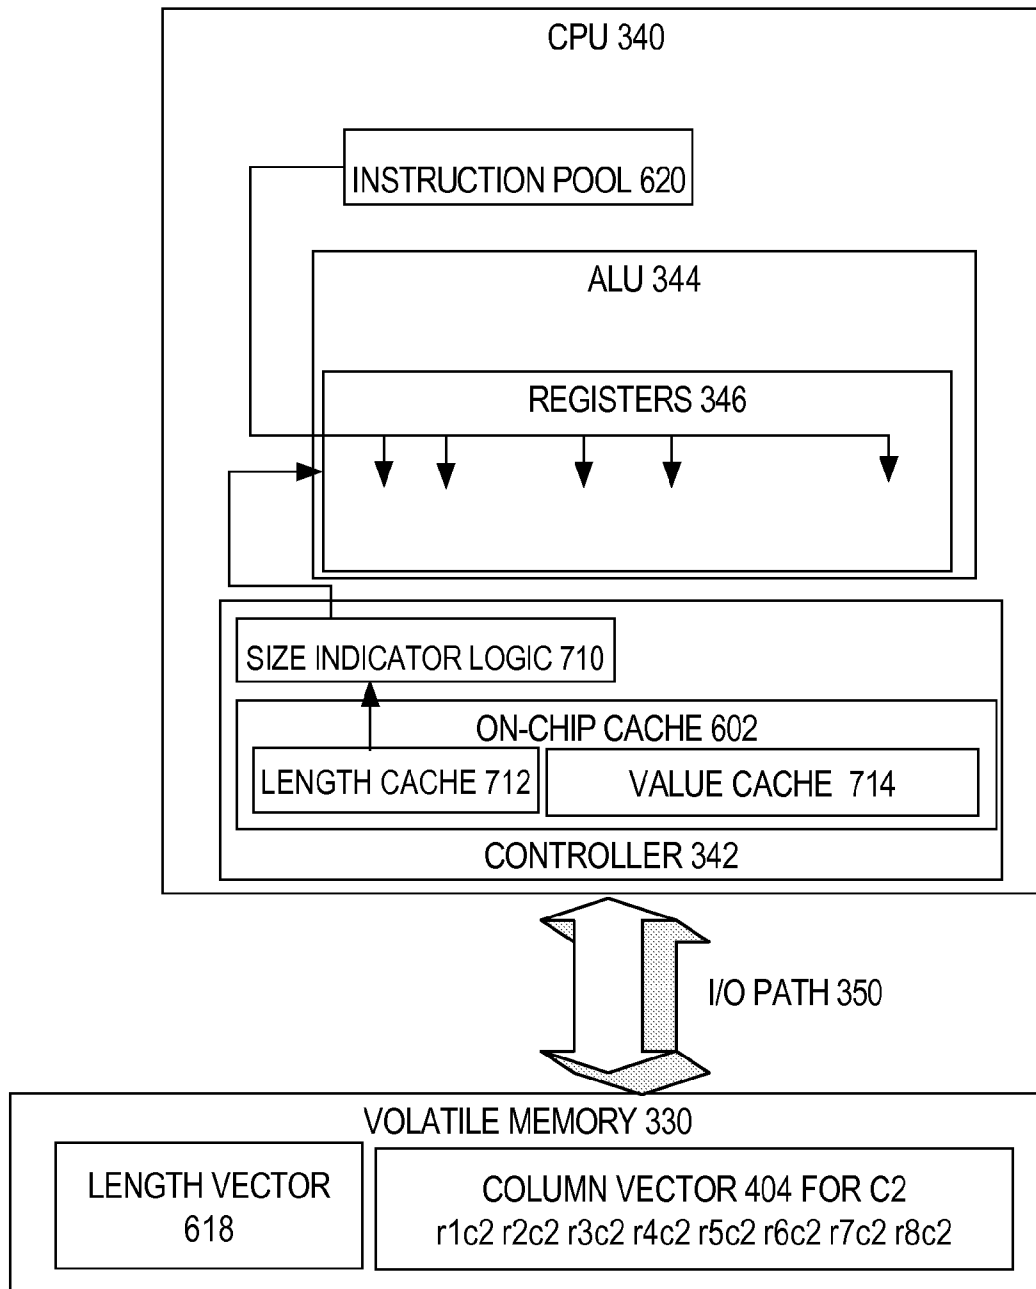 CPU 340
INSTRUCTION POOL 620
ALU 344
REGISTERS 346
SIZE INDICATOR LOGIC 710
ON-CHIP CACHE 602
LENGTH CACHE 712
VALUE CACHE 714
CONTROLLER 342
I/O PATH 350
VOLATILE MEMORY 330
LENGTH VECTOR
618
COLUMN VECTOR 404 FOR C2
r1c2 r2c2 r3c2 r4c2 r5c2 r6c2 r7c2 r8c2